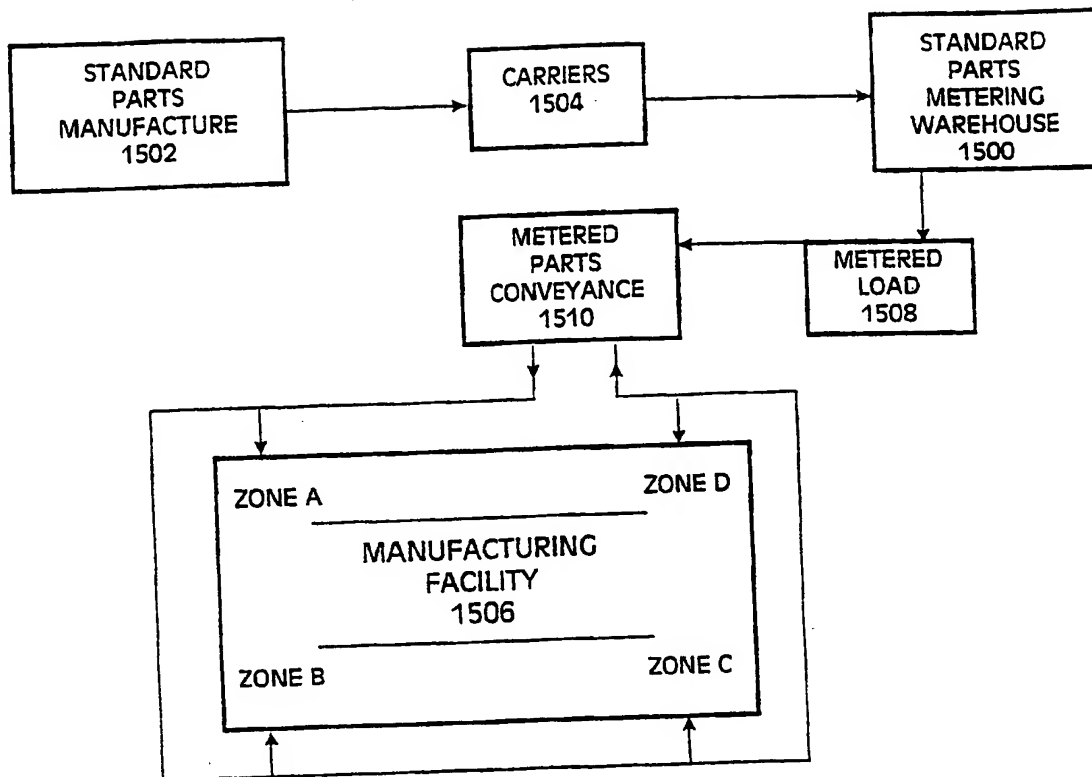 STANDARD
PARTS
MANUFACTURE
1502
CARRIERS
1504
STANDARD
PARTS
METERING
WAREHOUSE
1500
METERED
PARTS
CONVEYANCE
1510
METERED
LOAD
1508
ZONE A
ZONE D
MANUFACTURING
FACILITY
1506
ZONE B
ZONE C